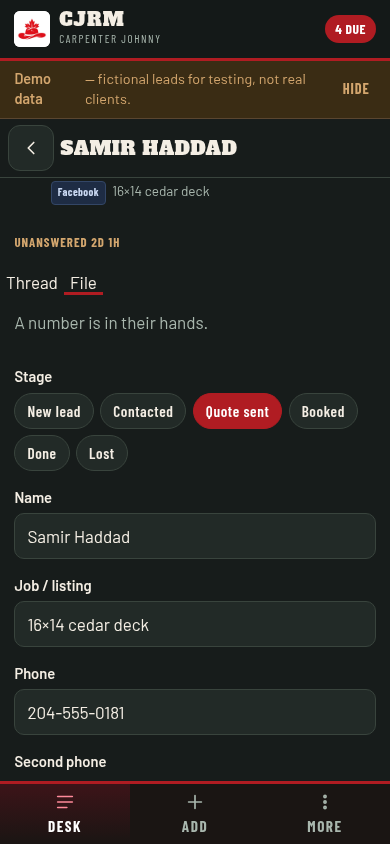 CJRM
CARPENTER JOHNNY
4 DUE
Demo data
— fictional leads for testing, not real clients.
HIDE
SAMIR HADDAD
Facebook 16×14 cedar deck
UNANSWERED 2D 1H
Thread File
A number is in their hands.
Stage
New lead Contacted Quote sent Booked
Done Lost
Name
Samir Haddad
Job / listing
16×14 cedar deck
Phone
204-555-0181
Second phone
DESK ADD MORE